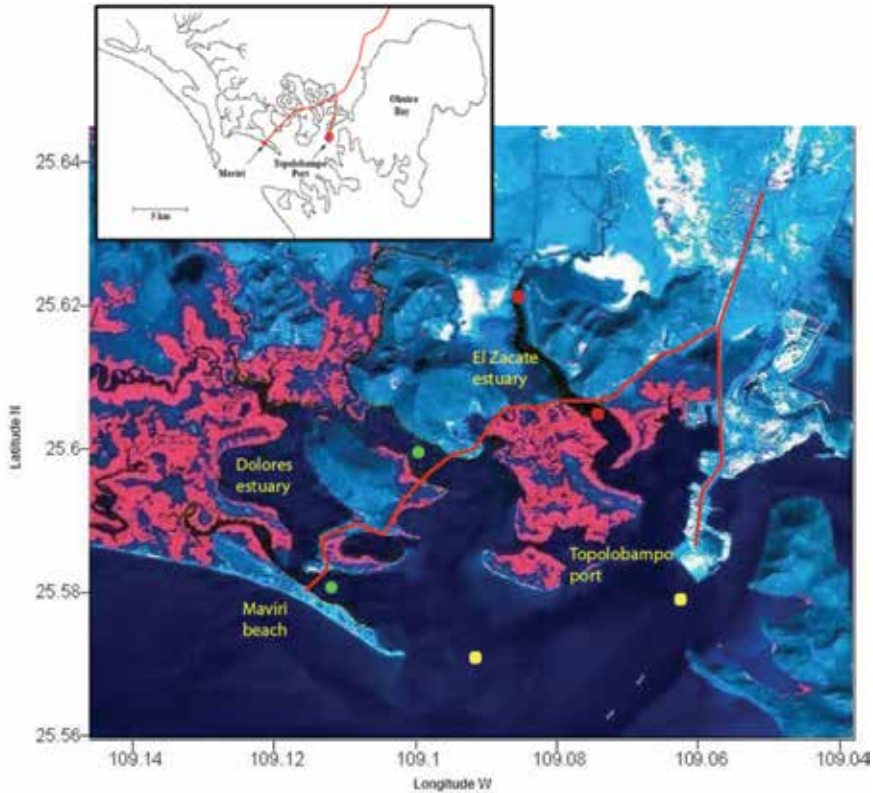 Ohuira
Bay
Maviri
Topolobampo
Port
5 km
25.64
25.62
25.6
25.58
25.56
Latitude N
El Zacate
estuary
Dolores
estuary
Topolobampo
port
Maviri
beach
109.14
109.12
109.1
109.08
109.06
109.04
Longitude W